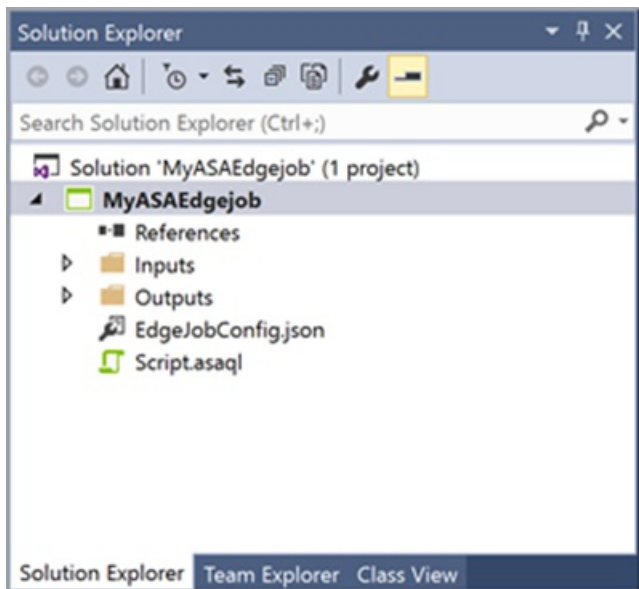 Solution Explorer
Search Solution Explorer (Ctrl+;)
Solution 'MyASAEdgejob' (1 project)
MyASAEdgejob
References
Inputs
Outputs
EdgeJobConfig.json
Script.asaql
Solution Explorer Team Explorer Class View